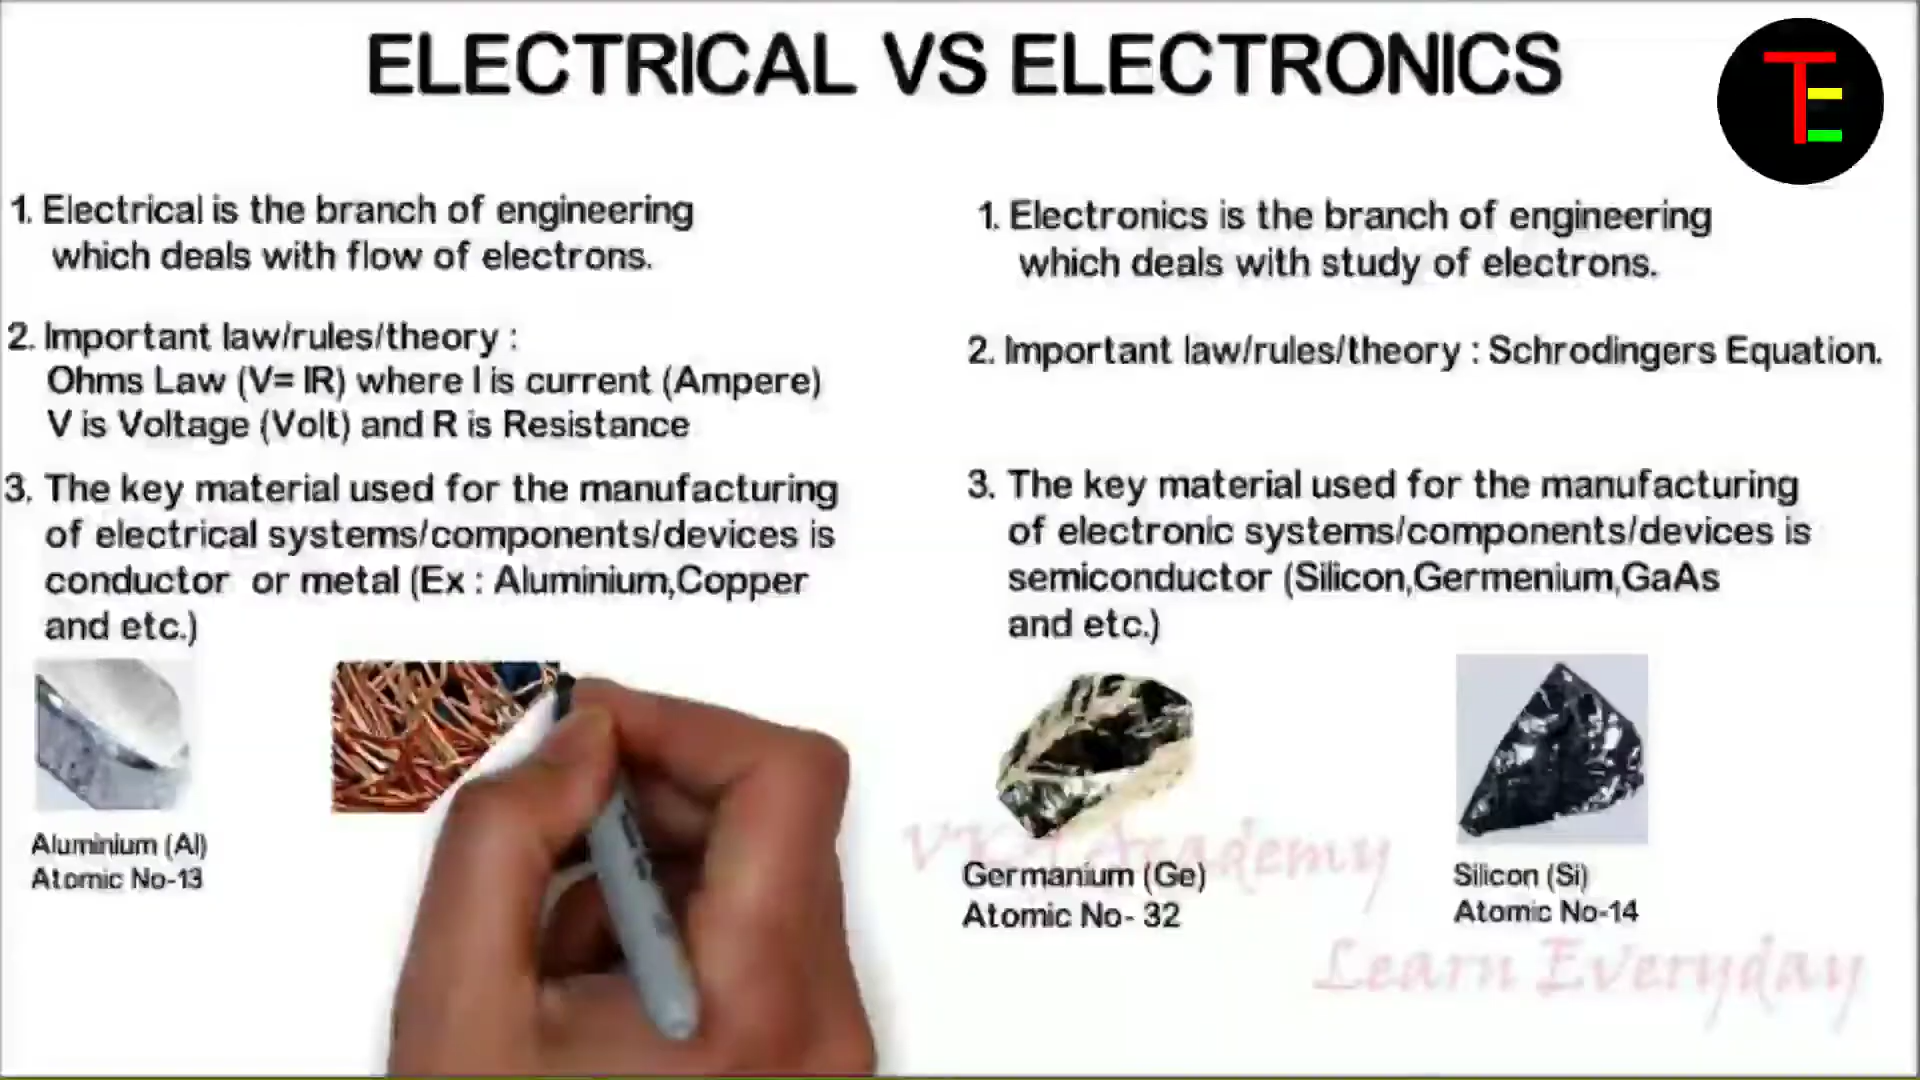 ELECTRICAL VS ELECTRONICS
TE
1. Electrical is the branch of engineering
which deals with flow of electrons.
2. Important law/rules/theory :
Ohms Law (V= IR) where I is current (Ampere)
V is Voltage (Volt) and R is Resistance
3. The key material used for the manufacturing
of electrical systems/components/devices is
conductor or metal (Ex : Aluminium,Copper
and etc.)
Aluminium (Al)
Atomic No-13
1. Electronics is the branch of engineering
which deals with study of electrons.
2. Important law/rules/theory : Schrodingers Equation.
3. The key material used for the manufacturing
of electronic systems/components/devices is
semiconductor (Silicon,Germenium,GaAs
and etc.)
Academy
Germanium (Ge)
Atomic No- 32
Silicon (Si)
Atomic No-14
Learn Everyday